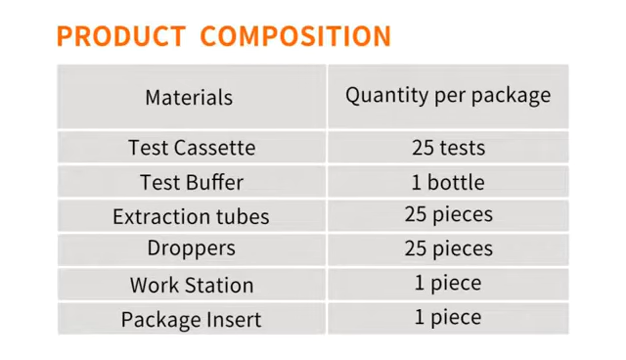 PRODUCT COMPOSITION
Materials Quantity per package
Test Cassette 25 tests
Test Buffer 1 bottle
Extraction tubes 25 pieces
Droppers 25 pieces
Work Station 1 piece
Package Insert 1 piece